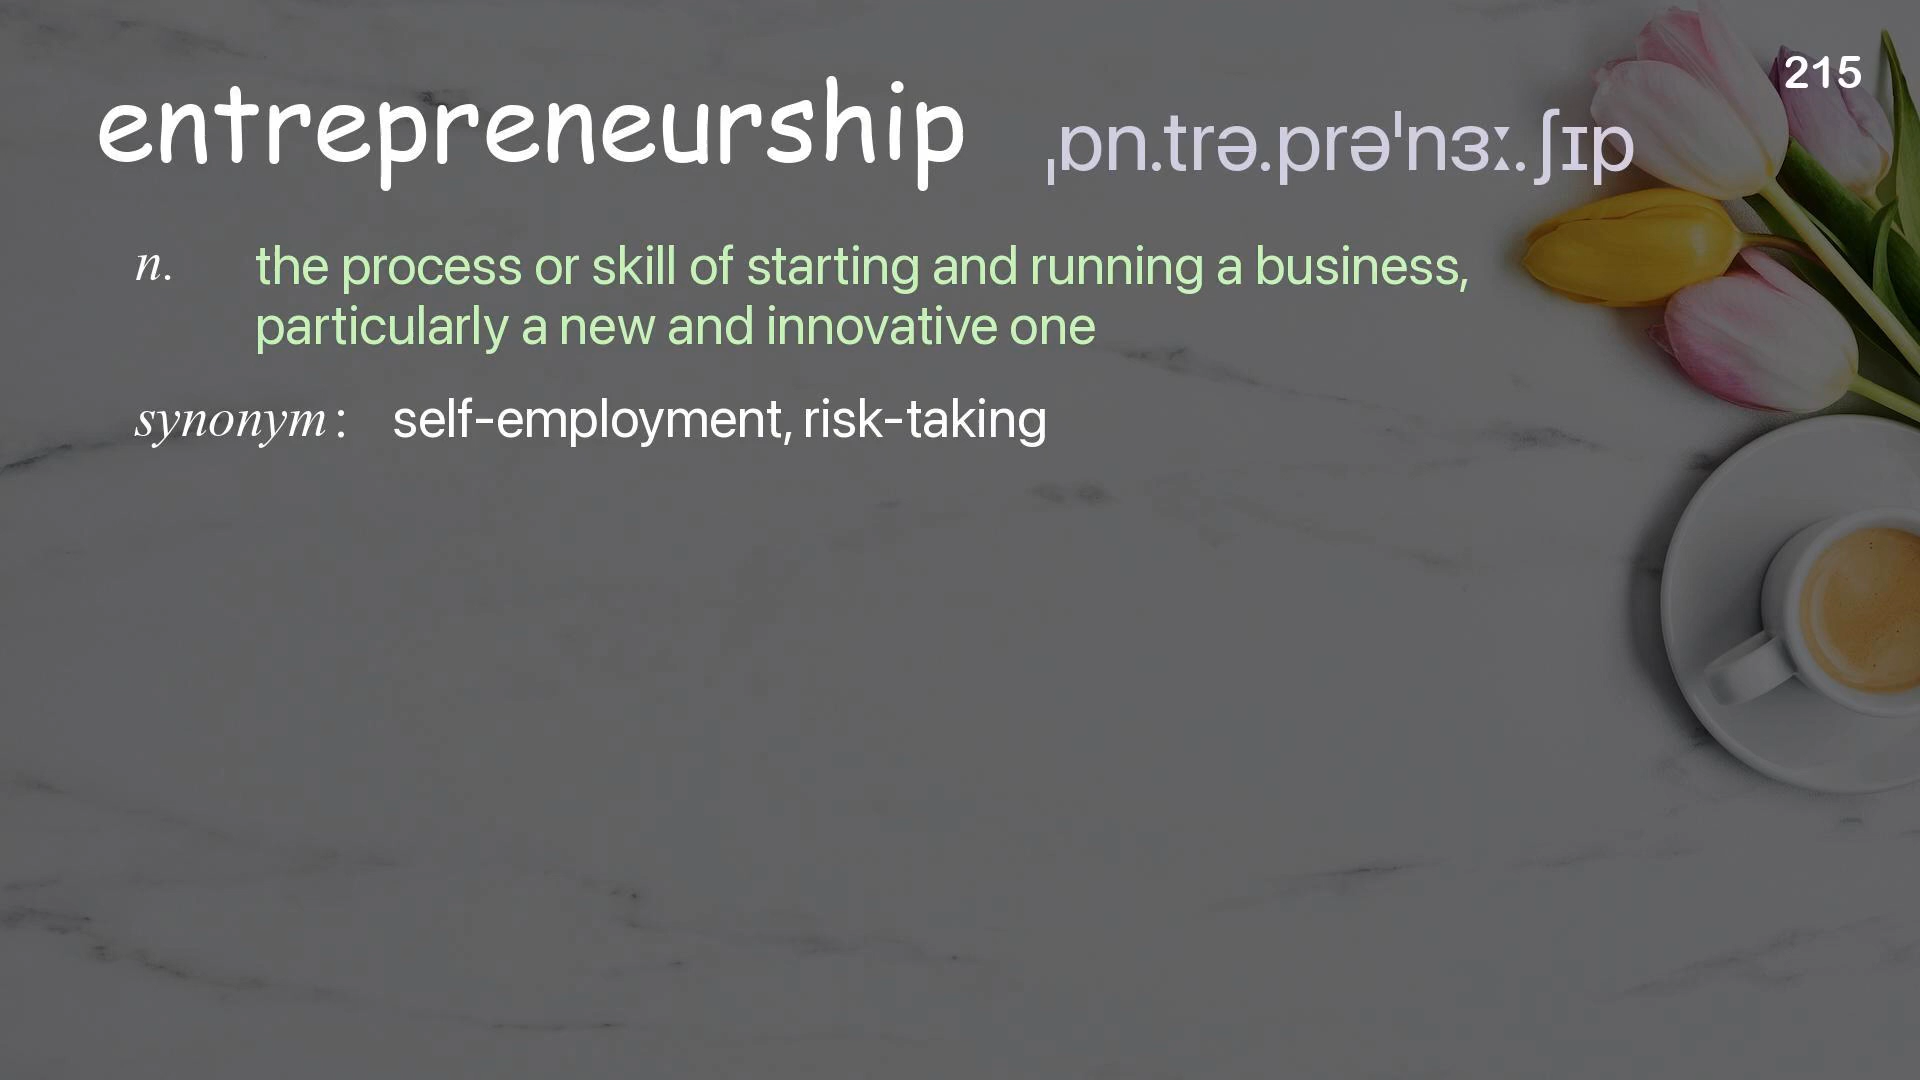 215
entrepreneurship ˌɒn.trə.prəˈnɜː.ʃɪp
n. the process or skill of starting and running a business,
particularly a new and innovative one
synonym: self-employment, risk-taking